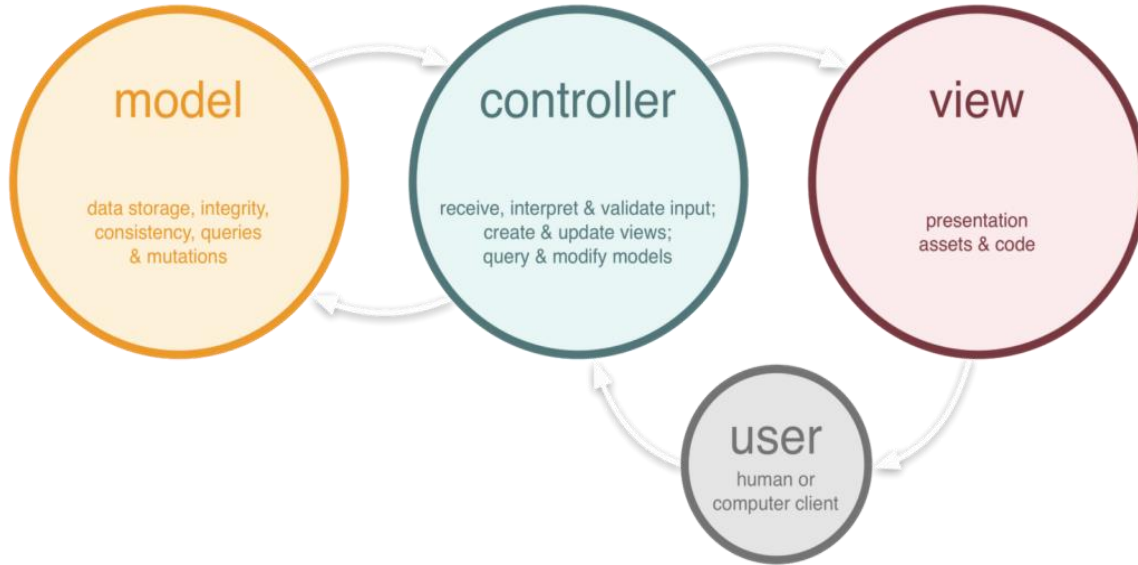 model
data storage, integrity,
consistency, queries
& mutations
controller
receive, interpret & validate input;
create & update views;
query & modify models
view
presentation
assets & code
user
human or
computer client